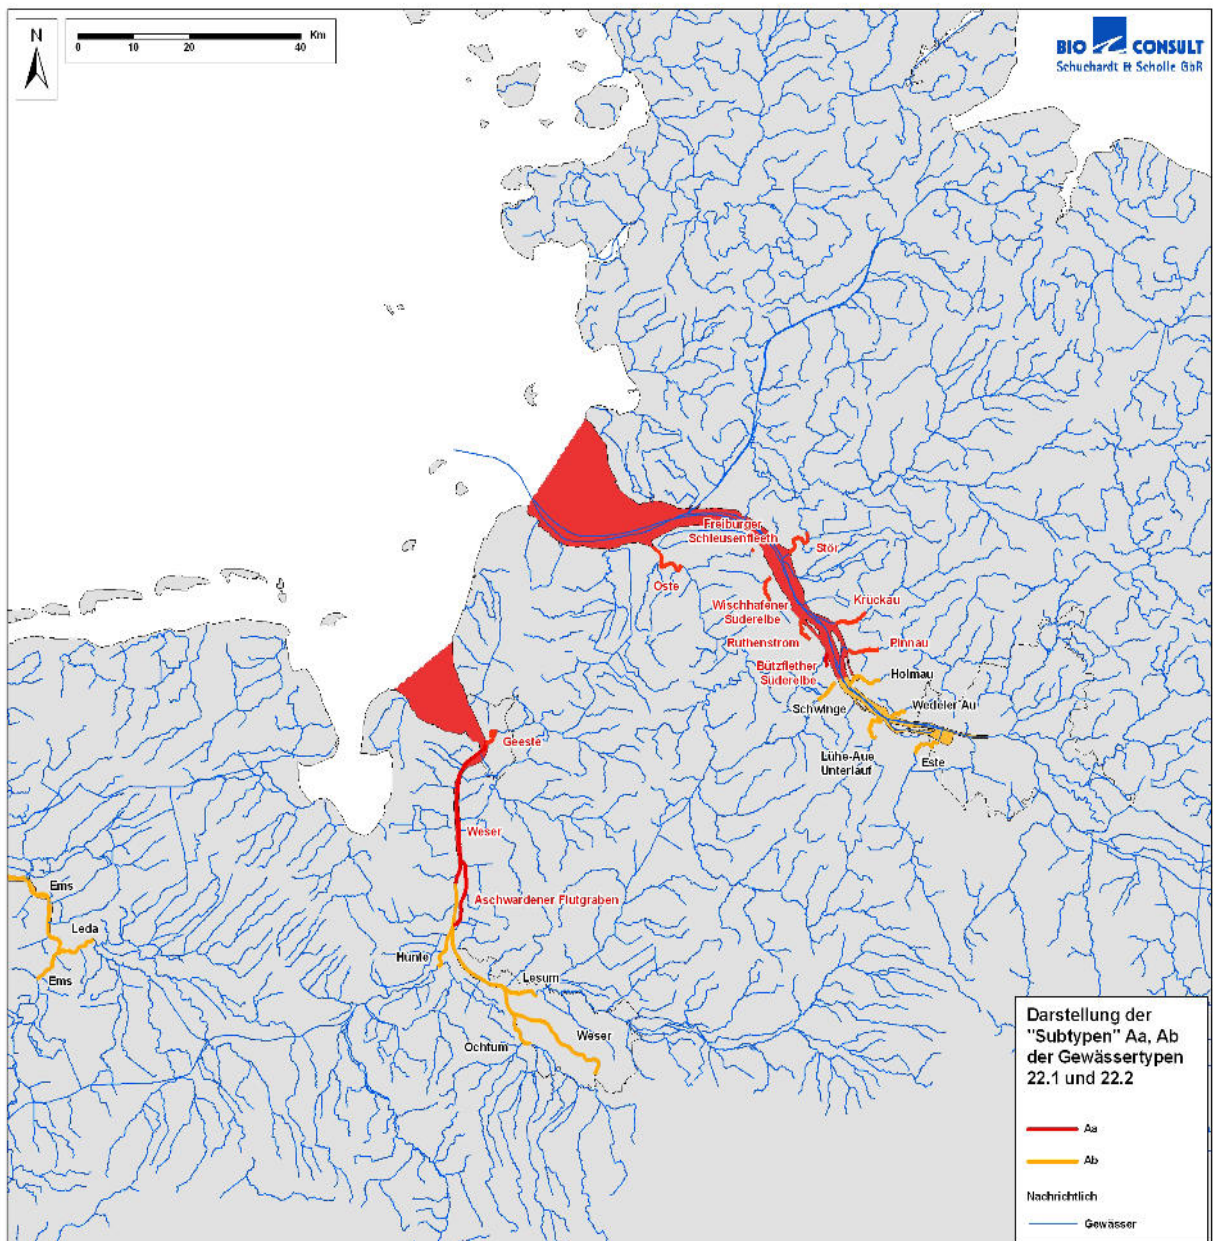 N
Km
0 10 20 40
BIO CONSULT
Schuchardt & Scholle GbR
Freiburger
Schleusenfleeth
Stör
Oste
Wischhafener
Süderelbe
Krückau
Ruthenstrom
Pinnau
Bützflether
Süderelbe
Holmau
Schwinge
Wedeler Au
Lühe-Aue
Unterlauf
Este
Geeste
Weser
Aschwardener Flutgraben
Ems
Leda
Ems
Hunte
Lesum
Weser
Ochtum
Darstellung der
"Subtypen" Aa, Ab
der Gewässertypen
22.1 und 22.2
Aa
Ab
Nachrichtlich
Gewässer